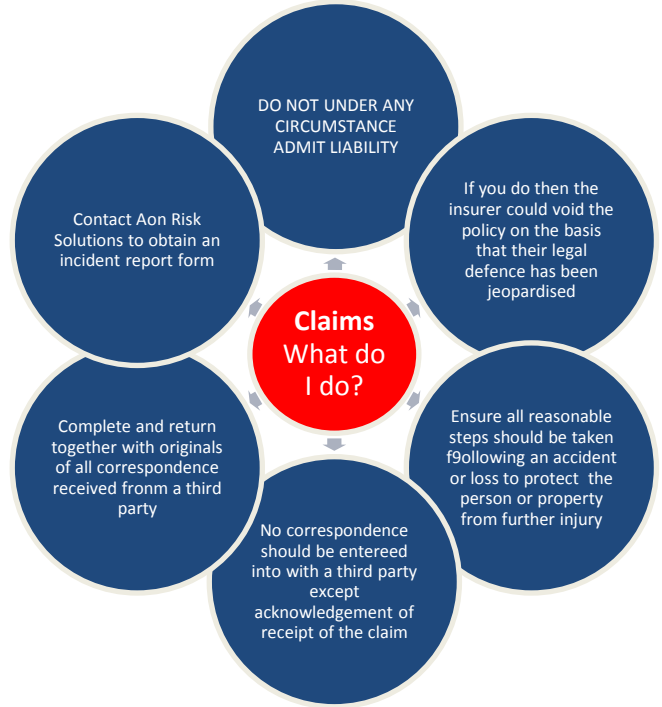 DO NOT UNDER ANY
CIRCUMSTANCE
ADMIT LIABILITY
If you do then the
insurer could void the
policy on the basis
that their legal
defence has been
jeopardised
Ensure all reasonable
steps should be taken
f9ollowing an accident
or loss to protect the
person or property
from further injury
No correspondence
should be entereed
into with a third party
except
acknowledgement of
receipt of the claim
Complete and return
together with originals
of all correspondence
received fronm a third
party
Contact Aon Risk
Solutions to obtain an
incident report form
Claims
What do
I do?